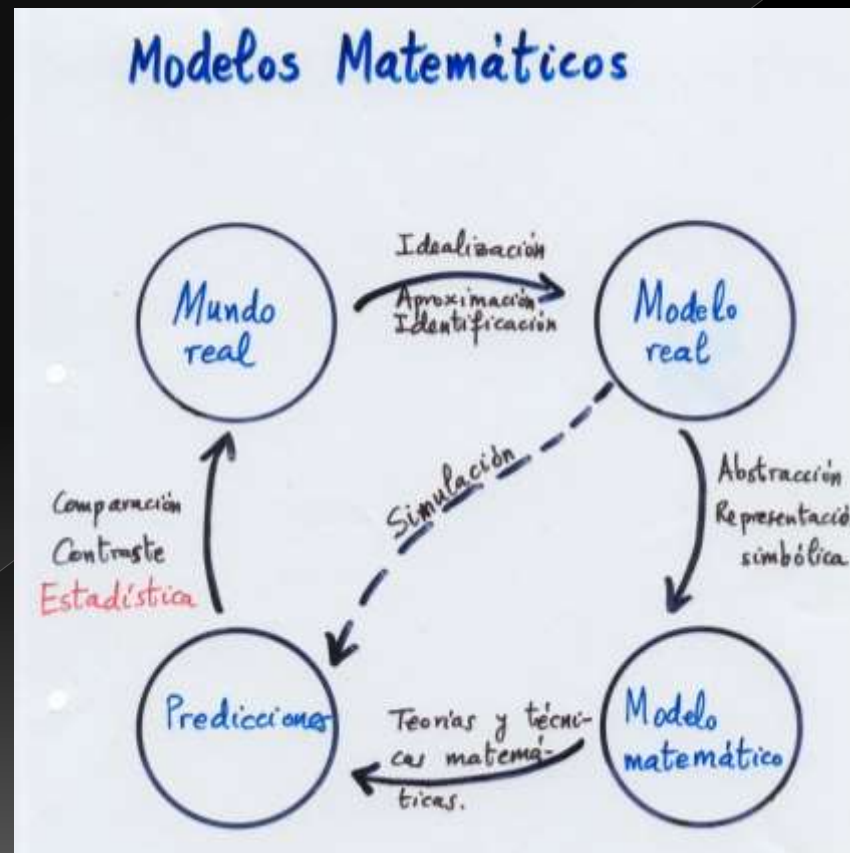 Modelos Matemáticos
Mundo
real
Idealización
Aproximación
Identificación
Modelo
real
Simulación
Abstracción
Representació
simbólica
Comparación
Contraste
Estadística
Predicciones
Teorías y técni-
cas matemá-
ticas.
Modelo
matemático